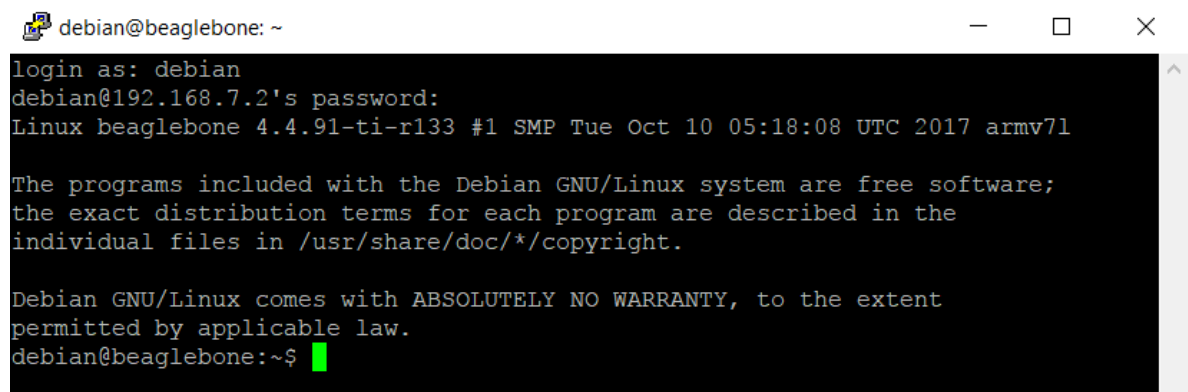 debian@beaglebone: ~
login as: debian
debian@192.168.7.2's password:
Linux beaglebone 4.4.91-ti-r133 #1 SMP Tue Oct 10 05:18:08 UTC 2017 armv7l
The programs included with the Debian GNU/Linux system are free software;
the exact distribution terms for each program are described in the
individual files in /usr/share/doc/*/copyright.
Debian GNU/Linux comes with ABSOLUTELY NO WARRANTY, to the extent
permitted by applicable law.
debian@beaglebone:~$